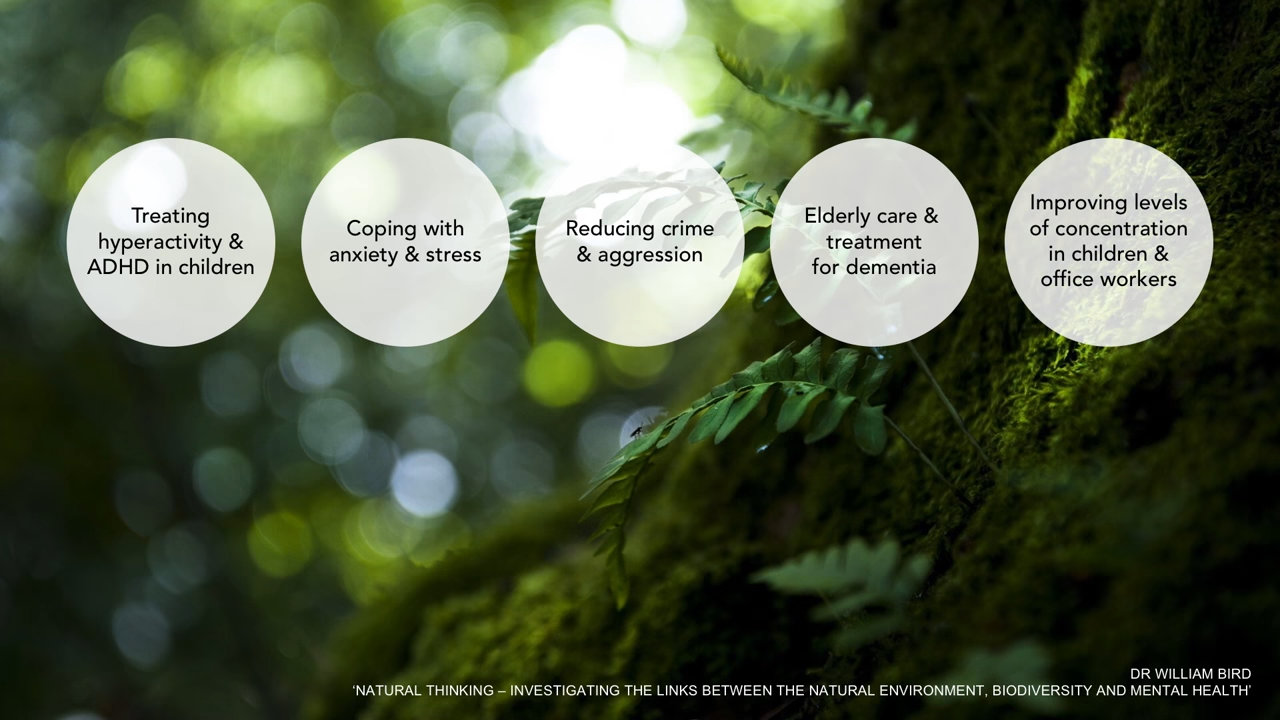 Treating
hyperactivity &
ADHD in children
Coping with
anxiety & stress
Reducing crime
& aggression
Elderly care &
treatment
for dementia
Improving levels
of concentration
in children &
office workers
DR WILLIAM BIRD
'NATURAL THINKING – INVESTIGATING THE LINKS BETWEEN THE NATURAL ENVIRONMENT, BIODIVERSITY AND MENTAL HEALTH'